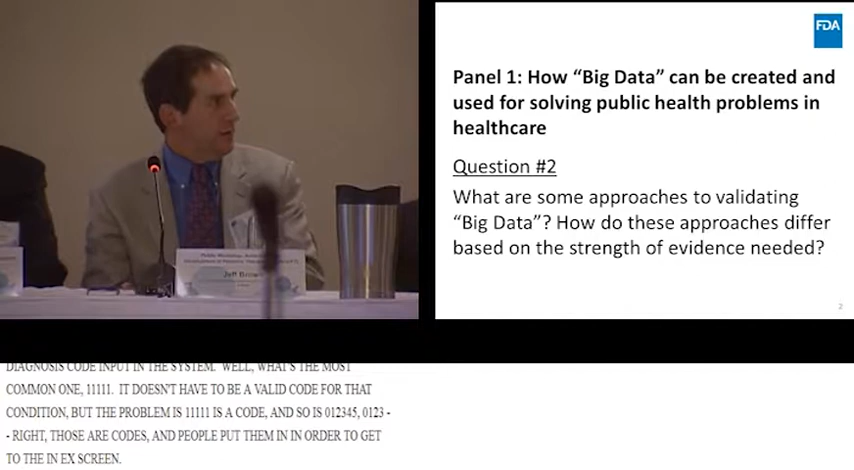 FDA
Panel 1: How “Big Data” can be created and
used for solving public health problems in
healthcare
Question #2
What are some approaches to validating
“Big Data”? How do these approaches differ
based on the strength of evidence needed?
2
Jeff Brown
DIAGNOSIS CODE INPUT IN THE SYSTEM. WELL, WHAT'S THE MOST
COMMON ONE, 11111. IT DOESN'T HAVE TO BE A VALID CODE FOR THAT
CONDITION, BUT THE PROBLEM IS 11111 IS A CODE, AND SO IS 012345, 0123 -
- RIGHT, THOSE ARE CODES, AND PEOPLE PUT THEM IN IN ORDER TO GET
TO THE IN EX SCREEN.